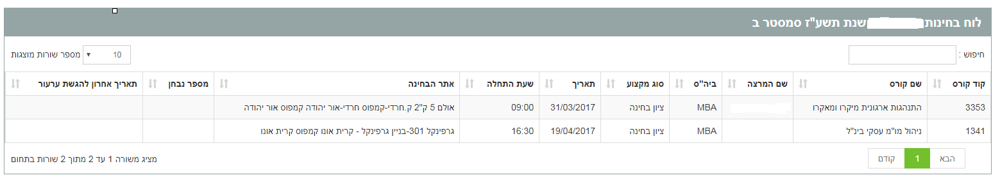 לוח בחינות שנת תשע"ז סמסטר ב
חיפוש : 10 מספר שורות מוצגות
קוד קורס שם קורס שם המרצה ביה"ס סוג מקצוע תאריך שעת התחלה אתר הבחינה מספר נבחן תאריך אחרון להגשת ערעור
3353 התנהגות ארגונית מיקרו ומאקרו MBA ציון בחינה 31/03/2017 09:00 אולם 5 ק"2 ק.חרדי-קמפוס חרדי-אור יהודה קמפוס אור יהודה
1341 ניהול מו"מ עסקי בינ"ל MBA ציון בחינה 19/04/2017 16:30 גרפינקל 301-בניין גרפינקל - קרית אונו קמפוס קרית אונו
הבא 1 קודם מציג משורה 1 עד 2 מתוך 2 שורות בתחום